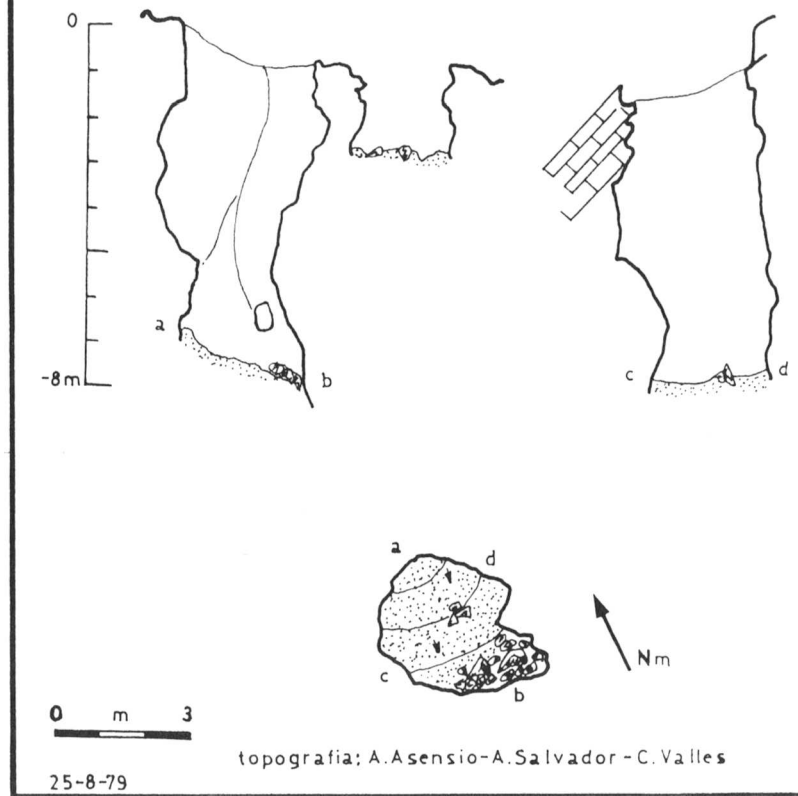 0
a
b
-8m
c
d
a
d
c
b
Nm
0 m 3
topografia: A.Asensio-A.Salvador-C.Valles
25-8-79